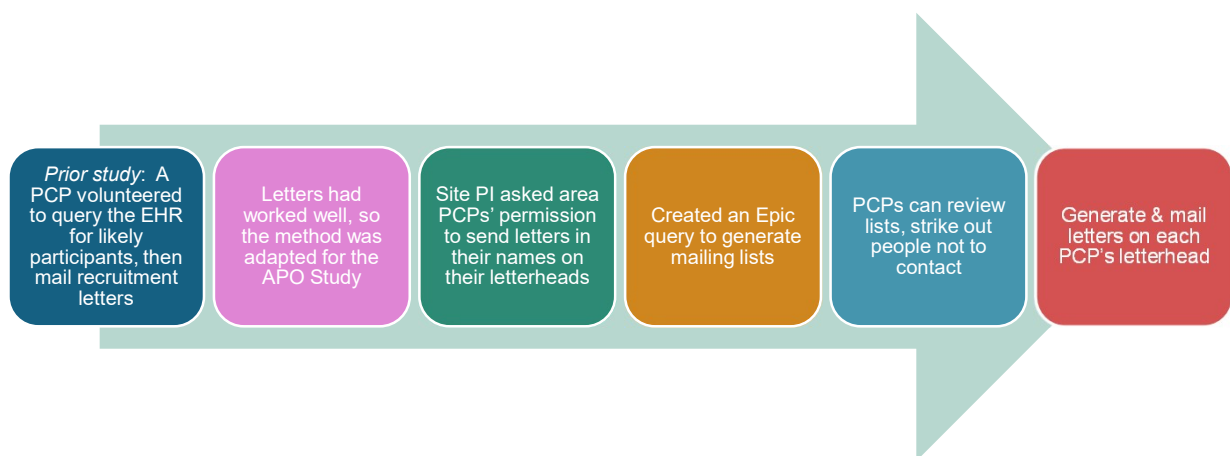 Prior study:  A
PCP volunteered
to query the EHR
for likely
participants, then
mail recruitment
letters
Letters had
worked well, so
the method was
adapted for the
APO Study
Site PI asked area
PCPs’ permission
to send letters in
their names on
their letterheads
Created an Epic
query to generate
mailing lists
PCPs can review
lists, strike out
people not to
contact
Generate & mail
letters on each
PCP’s letterhead